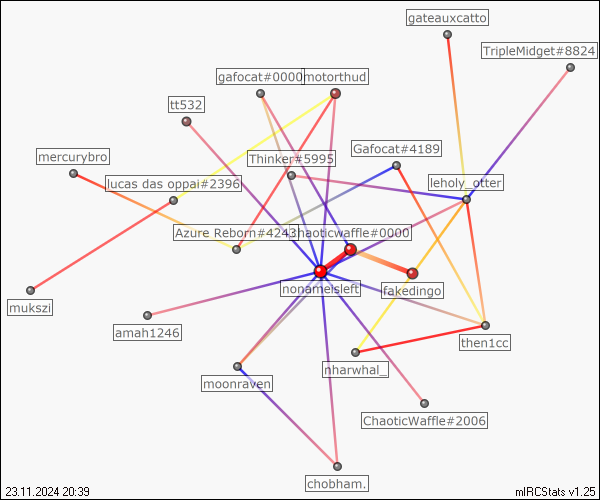 gateauxcatto
TripleMidget#8824
gafocat#0000
motorthud
tt532
Gafocat#4189
mercurybro
Thinker#5995
lucas das oppai#2396
leholy_otter
Azure Reborn#4243
chaoticwaffle#0000
nonameisleft
fakedingo
mukszi
amah1246
then1cc
nharwhal_
moonraven
ChaoticWaffle#2006
chobham.
23.11.2024 20:39
mIRCStats v1.25